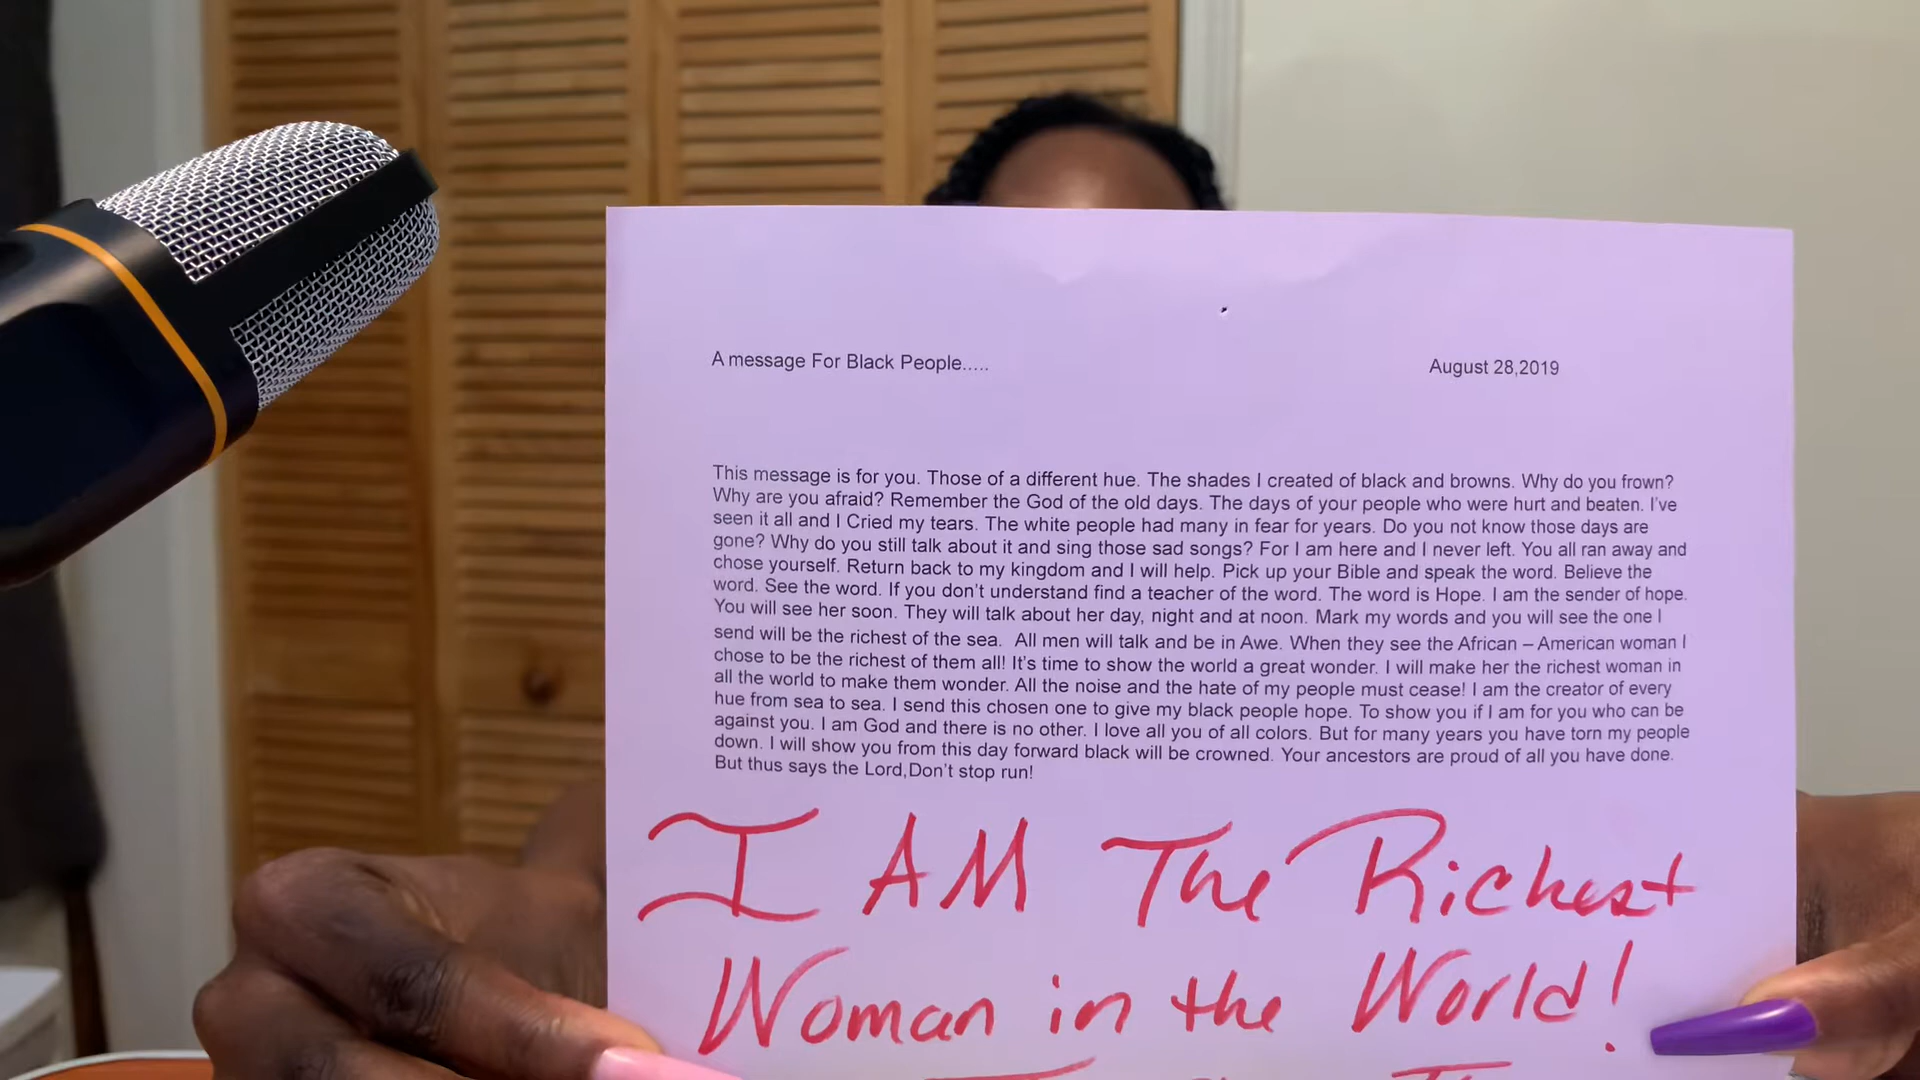 A message For Black People.....
August 28,2019
This message is for you. Those of a different hue. The shades I created of black and browns. Why do you frown?
Why are you afraid? Remember the God of the old days. The days of your people who were hurt and beaten. I've
seen it all and I Cried my tears. The white people had many in fear for years. Do you not know those days are
gone? Why do you still talk about it and sing those sad songs? For I am here and I never left. You all ran away and
chose yourself. Return back to my kingdom and I will help. Pick up your Bible and speak the word. Believe the
word. See the word. If you don't understand find a teacher of the word. The word is Hope. I am the sender of hope.
You will see her soon. They will talk about her day, night and at noon. Mark my words and you will see the one I
send will be the richest of the sea.  All men will talk and be in Awe. When they see the African – American woman I
chose to be the richest of them all! It's time to show the world a great wonder. I will make her the richest woman in
all the world to make them wonder. All the noise and the hate of my people must cease! I am the creator of every
hue from sea to sea. I send this chosen one to give my black people hope. To show you if I am for you who can be
against you. I am God and there is no other. I love all you of all colors. But for many years you have torn my people
down. I will show you from this day forward black will be crowned. Your ancestors are proud of all you have done.
But thus says the Lord,Don't stop run!
I AM The Richest
Woman in the World!